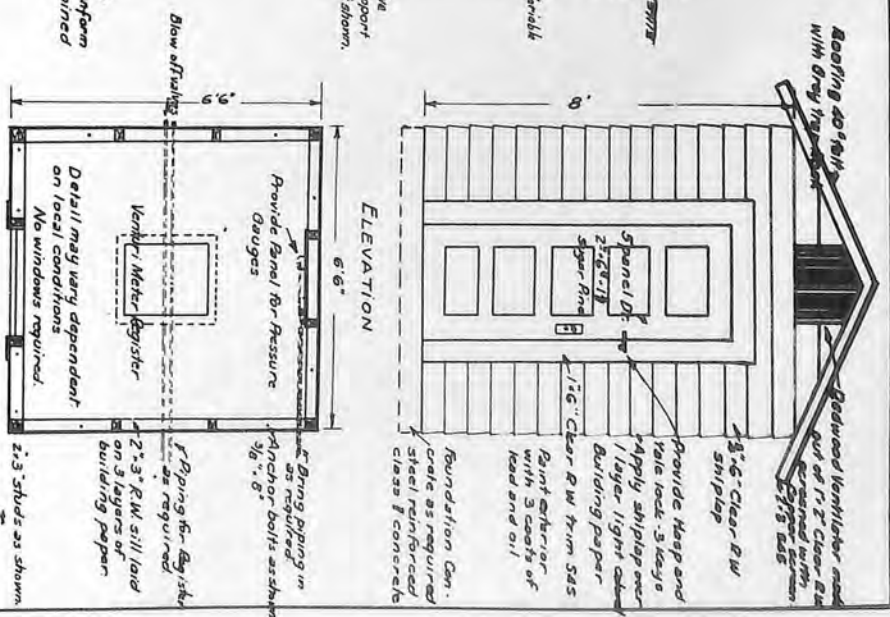 Roofing 40# felt
with Gray
Redwood Ventilator made
out of 1"x2" Clear RW
screened with
copper screen
8'
5 panel Dr.
2'-6"
Sugar Pine
6" Clear RW
shiplap
Provide Hasp and
Yale lock - 3 Keys
Apply shiplap over
1 layer light
Building paper
1"x6" Clear RW trim S4S
Paint exterior
with 3 coats of
lead and oil
Foundation Con-
crete as required
steel reinforced
class B concrete
ELEVATION
6'6"
6'6"
Blow off valve
Provide Panel for Pressure
Gauges
Venturi Meter Register
Detail may vary dependent
on local conditions
No windows required.
Bring piping in
as required
Anchor bolts as shown
3/8" x 8"
Piping for Register
as required
2"x3" R.W. sill laid
on 3 layers of
building paper
2x3 studs as shown.
shown.